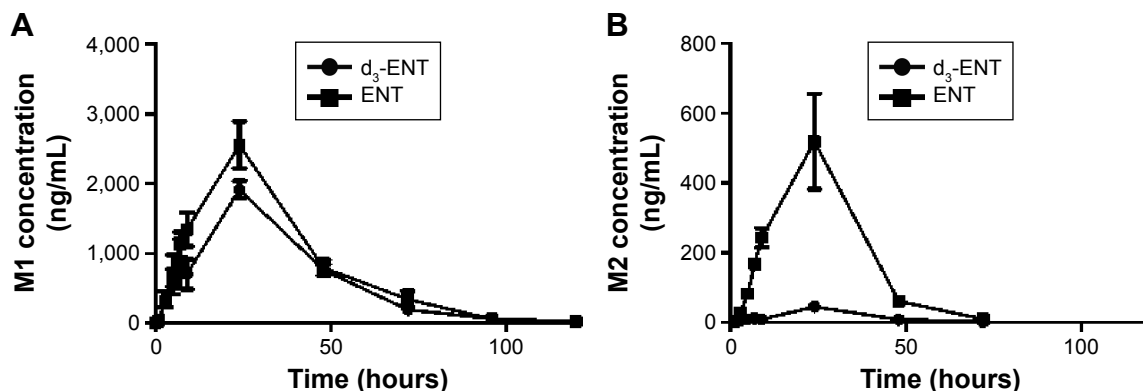 A
M1 concentration
(ng/mL)
4,000
3,000
2,000
1,000
0
0
50
100
Time (hours)
d₃-ENT
ENT
B
M2 concentration
(ng/mL)
800
600
400
200
0
0
50
100
Time (hours)
d₃-ENT
ENT